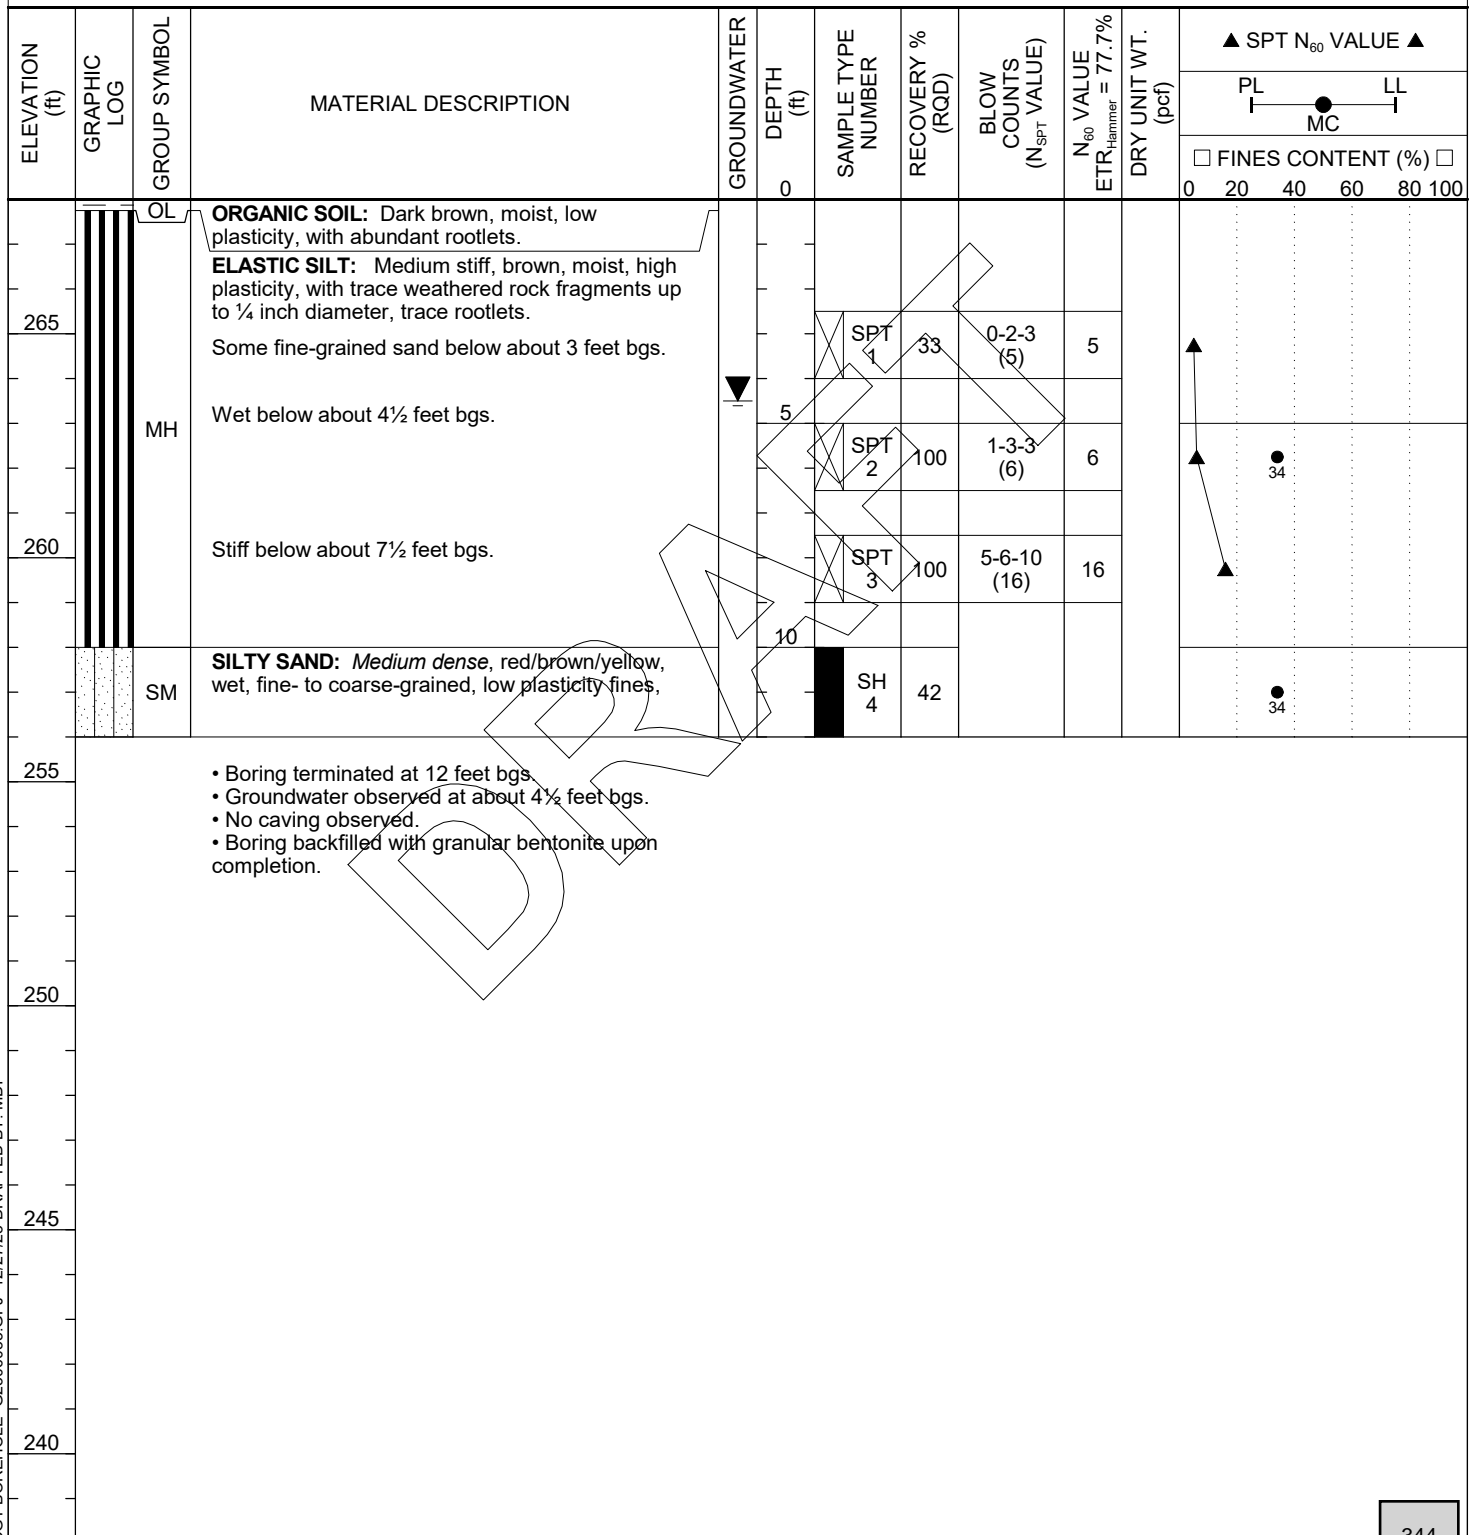 ELEVATION
(ft)
GRAPHIC
LOG
GROUP SYMBOL
MATERIAL DESCRIPTION
GROUNDWATER
DEPTH
(ft)
0
SAMPLE TYPE
NUMBER
RECOVERY %
(RQD)
BLOW
COUNTS
(N_SPT VALUE)
N60 VALUE
ETR_Hammer = 77.7%
DRY UNIT WT.
(pcf)
▲ SPT N60 VALUE ▲
PL LL
MC
☐ FINES CONTENT (%) ☐
0 20 40 60 80 100
OL
ORGANIC SOIL: Dark brown, moist, low
plasticity, with abundant rootlets.
ELASTIC SILT: Medium stiff, brown, moist, high
plasticity, with trace weathered rock fragments up
to ¼ inch diameter, trace rootlets.
265
Some fine-grained sand below about 3 feet bgs.
SPT
1
33
0-2-3
(5)
5
Wet below about 4½ feet bgs.
5
MH
SPT
2
100
1-3-3
(6)
6
34
260
Stiff below about 7½ feet bgs.
SPT
3
100
5-6-10
(16)
16
10
SM
SILTY SAND: Medium dense, red/brown/yellow,
wet, fine- to coarse-grained, low plasticity fines,
SH
4
42
34
255
• Boring terminated at 12 feet bgs.
• Groundwater observed at about 4½ feet bgs.
• No caving observed.
• Boring backfilled with granular bentonite upon
completion.
DRAFT
250
245
240
344